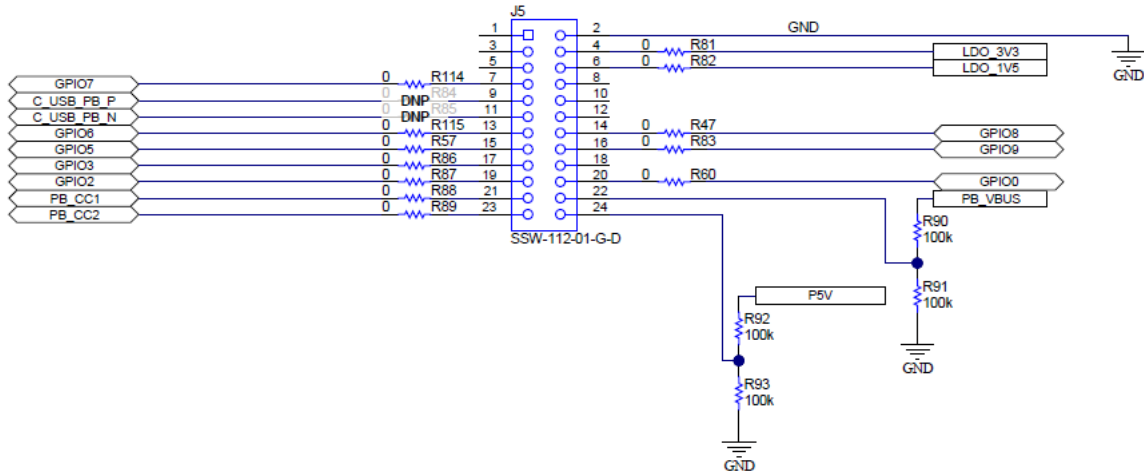 J5
1 2 GND
3 4 0 R81 LDO_3V3
5 6 0 R82 LDO_1V5
GND
GPIO7 0 R114 7 8
C_USB_PB_P 0 DNP R84 9 10
C_USB_PB_N 0 DNP R85 11 12
GPIO6 0 R115 13 14 0 R47 GPIO8
GPIO5 0 R57 15 16 0 R83 GPIO9
GPIO3 0 R86 17 18
GPIO2 0 R87 19 20 0 R60 GPIO0
PB_CC1 0 R88 21 22 PB_VBUS
PB_CC2 0 R89 23 24
SSW-112-01-G-D
R90
100k
R91
100k
GND
P5V
R92
100k
R93
100k
GND